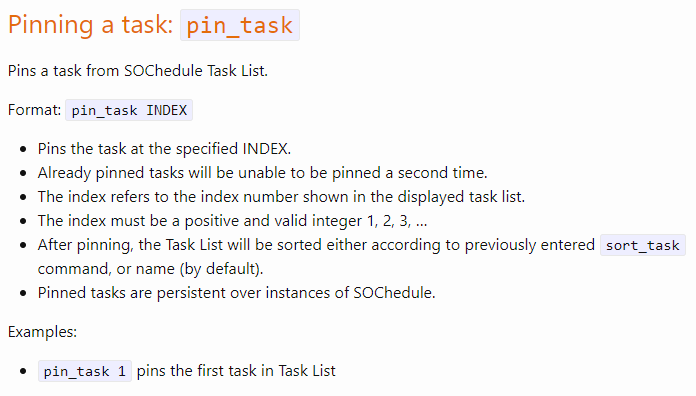 Pinning a task: pin_task
Pins a task from SOChedule Task List.
Format: pin_task INDEX
• Pins the task at the specified INDEX.
• Already pinned tasks will be unable to be pinned a second time.
• The index refers to the index number shown in the displayed task list.
• The index must be a positive and valid integer 1, 2, 3, …
• After pinning, the Task List will be sorted either according to previously entered sort_task
command, or name (by default).
• Pinned tasks are persistent over instances of SOChedule.
Examples:
• pin_task 1 pins the first task in Task List